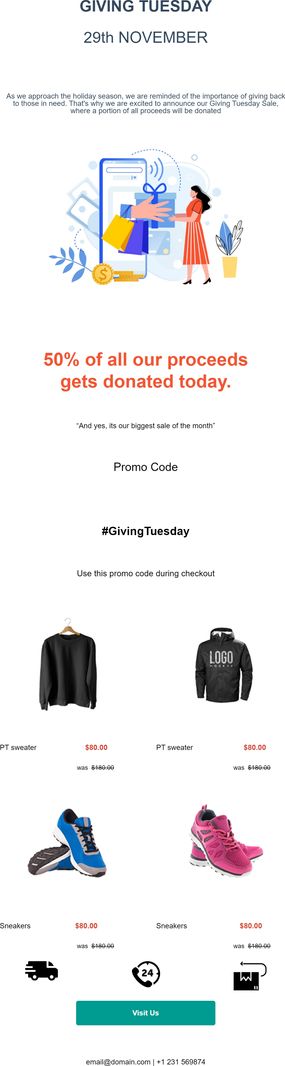 GIVING TUESDAY
29th NOVEMBER
As we approach the holiday season, we are reminded of the importance of giving back
to those in need. That's why we are excited to announce our Giving Tuesday Sale,
where a portion of all proceeds will be donated
50% of all our proceeds
gets donated today.
"And yes, its our biggest sale of the month"
Promo Code
#GivingTuesday
Use this promo code during checkout
LOGO
PT sweater $80.00 PT sweater $80.00
was $180.00 was $180.00
Sneakers $80.00 Sneakers $80.00
was $180.00 was $180.00
24
Visit Us
email@domain.com | +1 231 569874